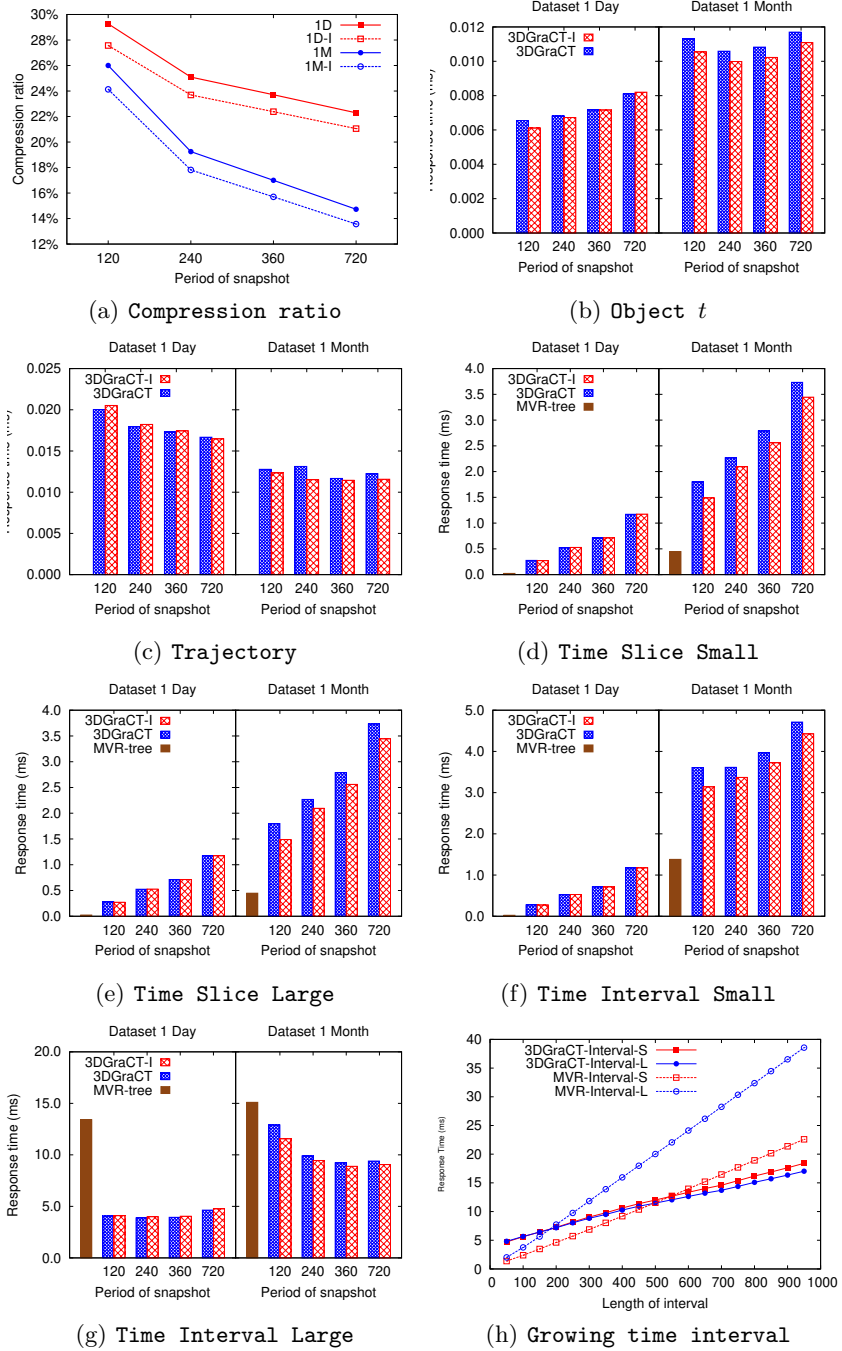 30%
28%
26%
24%
22%
20%
18%
16%
14%
12%
Compression ratio
1D
1D-I
1M
1M-I
120 240 360 720
Period of snapshot
(a) Compression ratio
Dataset 1 Day Dataset 1 Month
0.012
0.010
0.008
0.006
0.004
0.002
0.000
3DGraCT-I
3DGraCT
120 240 360 720 120 240 360 720
Period of snapshot Period of snapshot
(b) Object t
Dataset 1 Day Dataset 1 Month
0.025
0.020
0.015
0.010
0.005
0.000
3DGraCT-I
3DGraCT
120 240 360 720 120 240 360 720
Period of snapshot Period of snapshot
(c) Trajectory
Dataset 1 Day Dataset 1 Month
4.0
3.5
3.0
2.5
2.0
1.5
1.0
0.5
0.0
Response time (ms)
3DGraCT-I
3DGraCT
MVR-tree
120 240 360 720 120 240 360 720
Period of snapshot Period of snapshot
(d) Time Slice Small
Dataset 1 Day Dataset 1 Month
4.0
3.5
3.0
2.5
2.0
1.5
1.0
0.5
0.0
Response time (ms)
3DGraCT-I
3DGraCT
MVR-tree
120 240 360 720 120 240 360 720
Period of snapshot Period of snapshot
(e) Time Slice Large
Dataset 1 Day Dataset 1 Month
5.0
4.0
3.0
2.0
1.0
0.0
Response time (ms)
3DGraCT-I
3DGraCT
MVR-tree
120 240 360 720 120 240 360 720
Period of snapshot Period of snapshot
(f) Time Interval Small
Dataset 1 Day Dataset 1 Month
20.0
15.0
10.0
5.0
0.0
Response time (ms)
3DGraCT-I
3DGraCT
MVR-tree
120 240 360 720 120 240 360 720
Period of snapshot Period of snapshot
(g) Time Interval Large
40
35
30
25
20
15
10
5
0
Response Time (ms)
3DGraCT-Interval-S
3DGraCT-Interval-L
MVR-Interval-S
MVR-Interval-L
0 100 200 300 400 500 600 700 800 900 1000
Length of interval
(h) Growing time interval